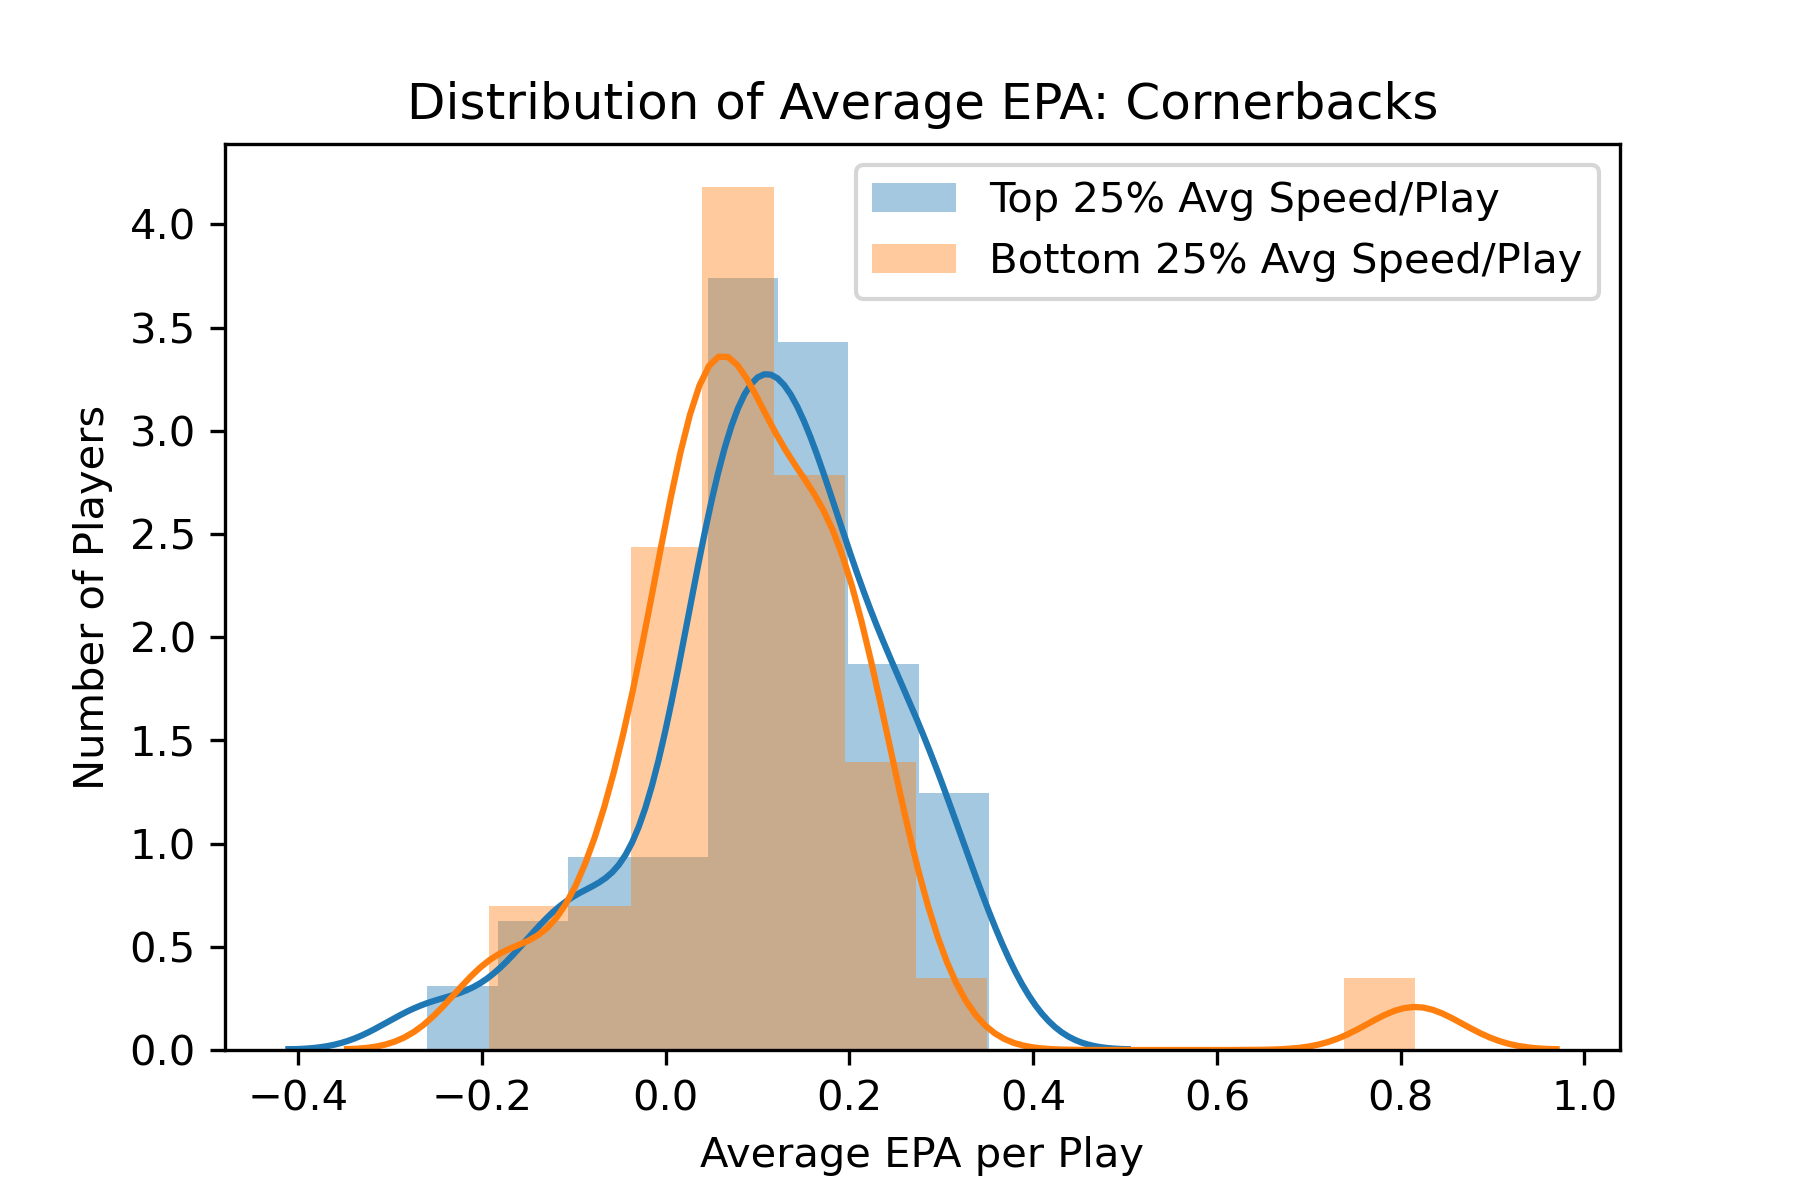 Distribution of Average EPA: Cornerbacks
Top 25% Avg Speed/Play
Bottom 25% Avg Speed/Play
Number of Players
4.0
3.5
3.0
2.5
2.0
1.5
1.0
0.5
0.0
−0.4 −0.2 0.0 0.2 0.4 0.6 0.8 1.0
Average EPA per Play